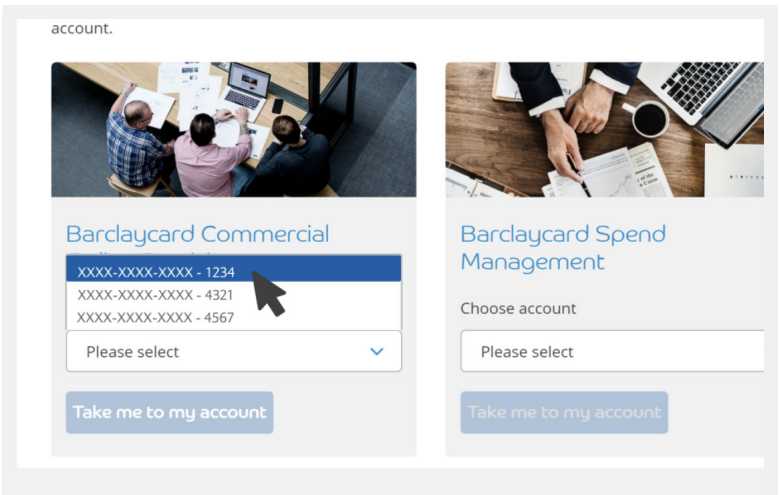 account.
Barclaycard Commercial
XXXX-XXXX-XXXX - 1234
XXXX-XXXX-XXXX - 4321
XXXX-XXXX-XXXX - 4567
Please select
Take me to my account
Barclaycard Spend
Management
Choose account
Please select
Take me to my account